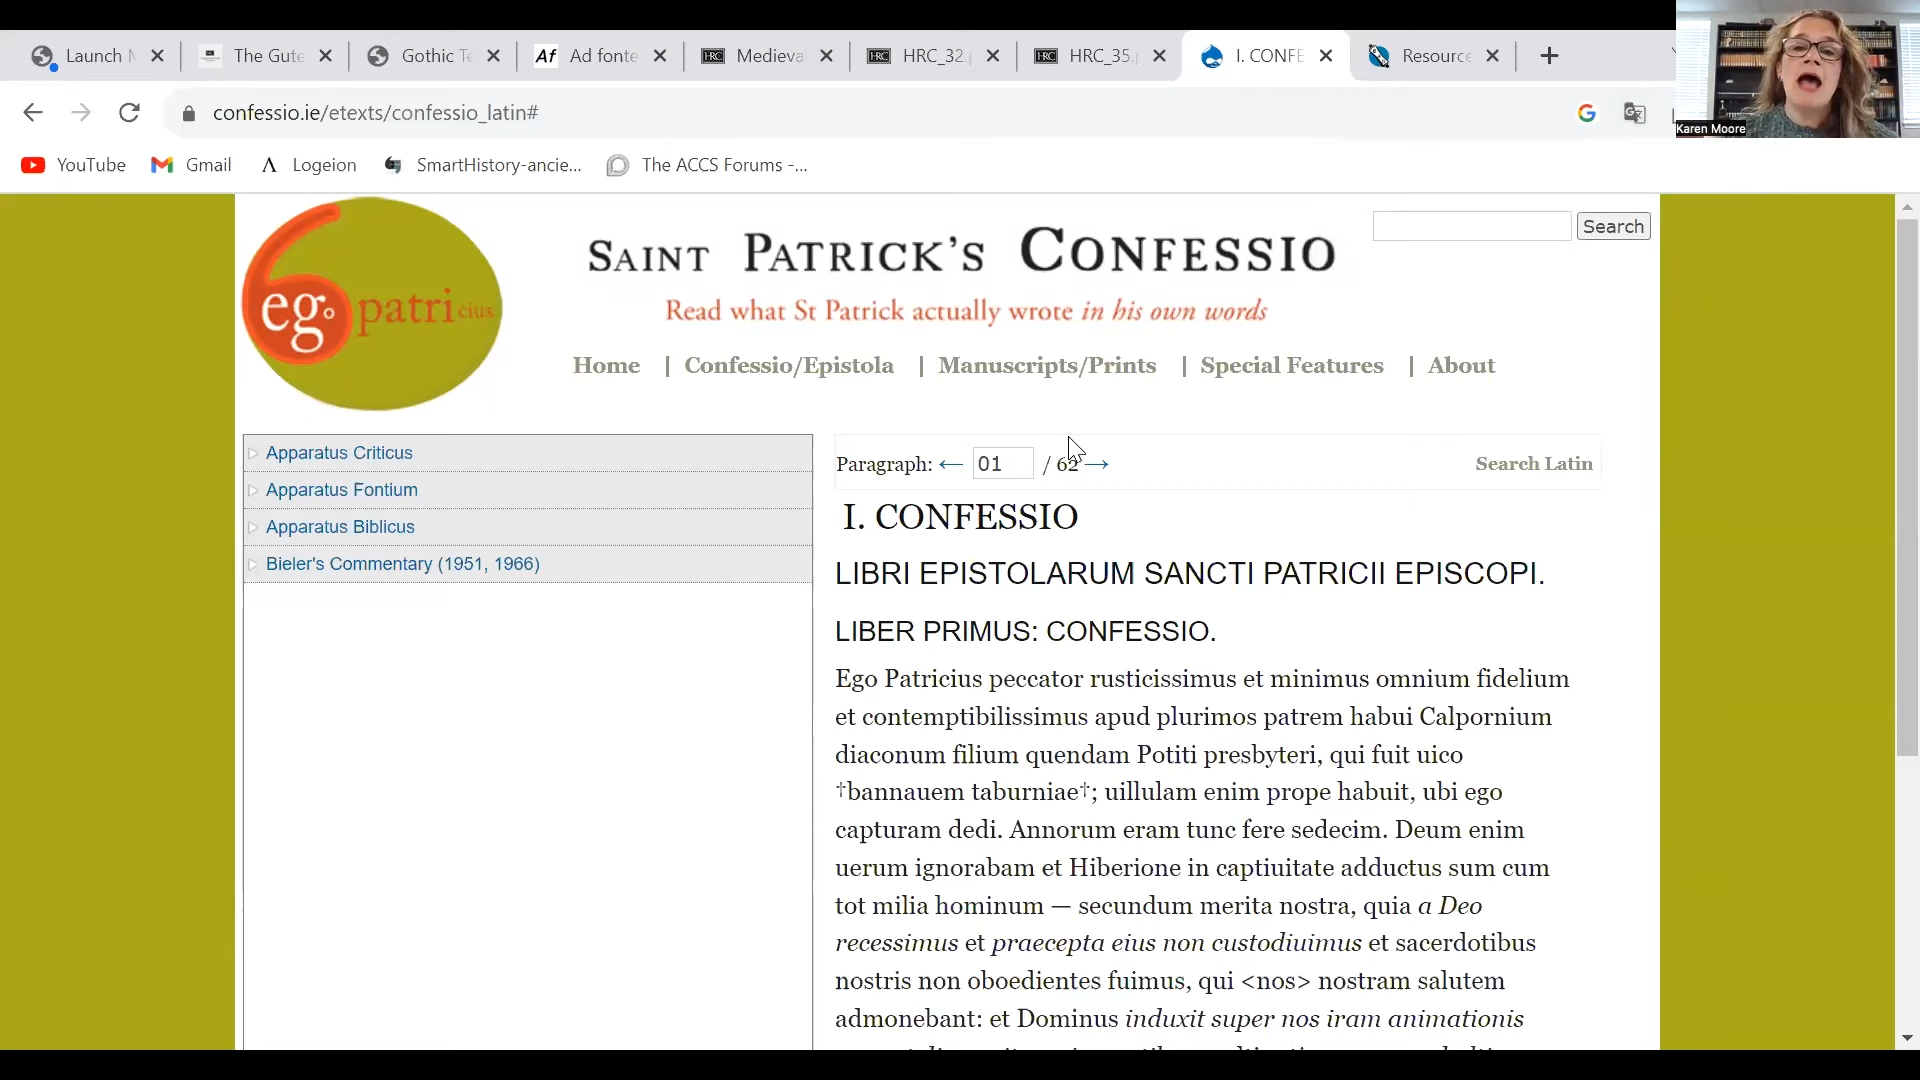 Launch
The Gute
Gothic Te
Af Ad fonte
HRC Medieva
HRC HRC_32.
HRC HRC_35.
I. CONFE
Resource
confessio.ie/etexts/confessio_latin#
Karen Moore
YouTube
Gmail
Logeion
SmartHistory-ancie...
The ACCS Forums -...
ego patricius
SAINT PATRICK'S CONFESSIO
Read what St Patrick actually wrote in his own words
Search
Home | Confessio/Epistola | Manuscripts/Prints | Special Features | About
Apparatus Criticus
Apparatus Fontium
Apparatus Biblicus
Bieler's Commentary (1951, 1966)
Paragraph: ← 01 / 62 →
Search Latin
I. CONFESSIO
LIBRI EPISTOLARUM SANCTI PATRICII EPISCOPI.
LIBER PRIMUS: CONFESSIO.
Ego Patricius peccator rusticissimus et minimus omnium fidelium
et contemptibilissimus apud plurimos patrem habui Calpornium
diaconum filium quendam Potiti presbyteri, qui fuit uico
†bannauem taburniae†; uillulam enim prope habuit, ubi ego
capturam dedi. Annorum eram tunc fere sedecim. Deum enim
uerum ignorabam et Hiberione in captiuitate adductus sum cum
tot milia hominum — secundum merita nostra, quia a Deo
recessimus et praecepta eius non custodiuimus et sacerdotibus
nostris non oboedientes fuimus, qui <nos> nostram salutem
admonebant: et Dominus induxit super nos iram animationis